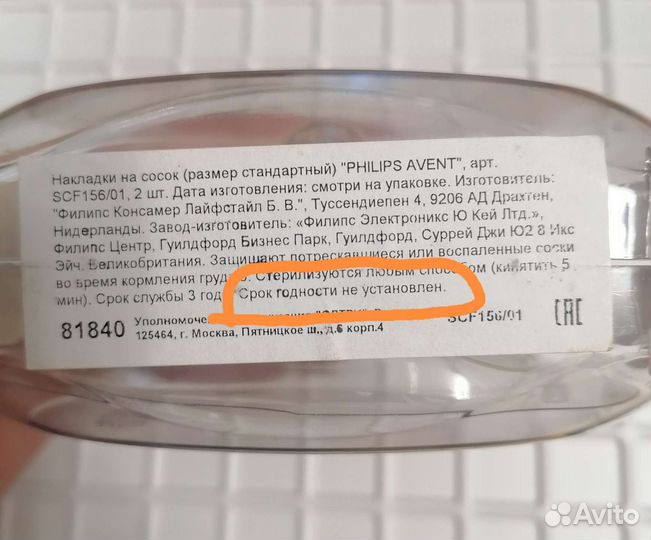 Накладки на сосок (размер стандартный) "PHILIPS AVENT", арт.
SCF156/01, 2 шт. Дата изготовления: смотри на упаковке. Изготовитель:
"Филипс Консамер Лайфстайл Б. В.", Туссендиепен 4, 9206 АД Драхтен,
Нидерланды. Завод-изготовитель: «Филипс Электроникс Ю Кей Лтд.»,
Филипс Центр, Гуилдфорд Бизнес Парк, Гуилдфорд, Суррей Джи Ю2 8 Икс
Эйч. Великобритания. Защищают потрескавшиеся или воспаленные соски
во время кормления грудью. Стерилизуются любым способом (кипятить 5
мин). Срок службы 3 год Срок годности не установлен.
81840 Уполномоче SCF156/01 EAC
125464, г. Москва, Пятницкое ш., д.6 корп.4
Avito